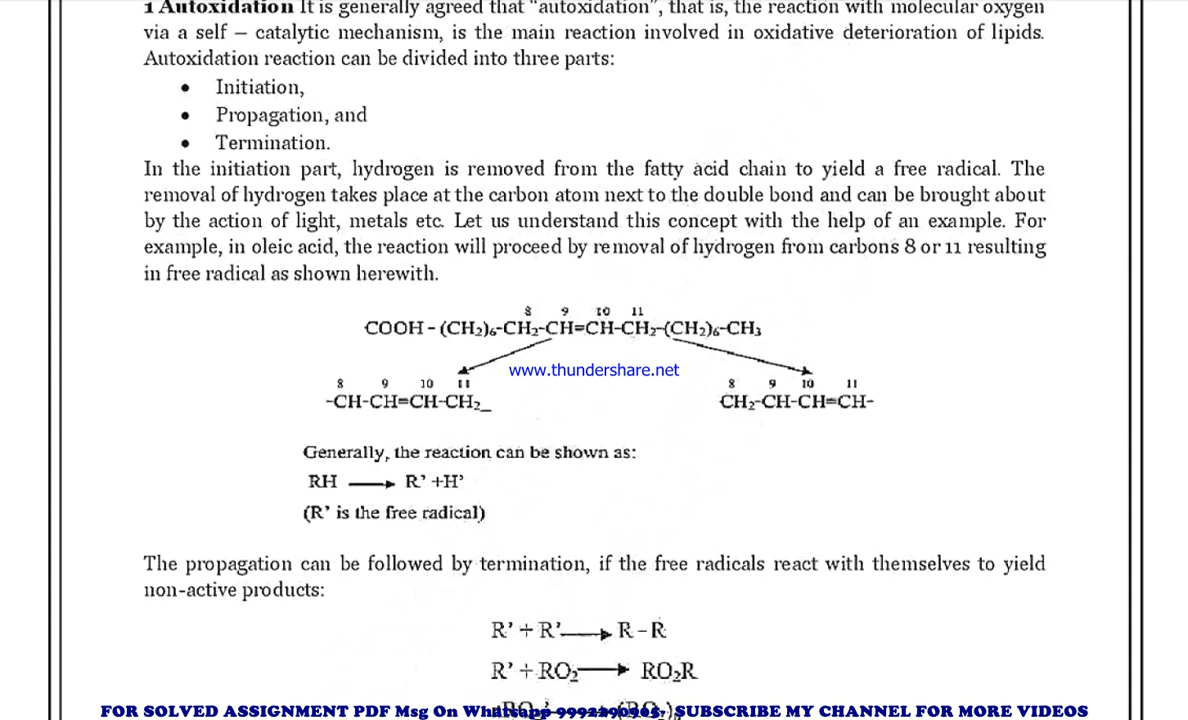 1 Autoxidation It is generally agreed that "autoxidation", that is, the reaction with molecular oxygen
via a self – catalytic mechanism, is the main reaction involved in oxidative deterioration of lipids.
Autoxidation reaction can be divided into three parts:
• Initiation,
• Propagation, and
• Termination.
In the initiation part, hydrogen is removed from the fatty acid chain to yield a free radical. The
removal of hydrogen takes place at the carbon atom next to the double bond and can be brought about
by the action of light, metals etc. Let us understand this concept with the help of an example. For
example, in oleic acid, the reaction will proceed by removal of hydrogen from carbons 8 or 11 resulting
in free radical as shown herewith.
8 9 10 11
COOH - (CH₂)₆-CH₂-CH=CH-CH₂-(CH₂)₆-CH₃
www.thundershare.net
8 9 10 11 8 9 10 11
-CH-CH=CH-CH₂_ CH₂-CH-CH=CH-
Generally, the reaction can be shown as:
RH → R' +H'
(R' is the free radical)
The propagation can be followed by termination, if the free radicals react with themselves to yield
non-active products:
R' + R' → R - R
R' + RO₂ → RO₂R
FOR SOLVED ASSIGNMENT PDF Msg On Whatsapp SUBSCRIBE MY CHANNEL FOR MORE VIDEOS